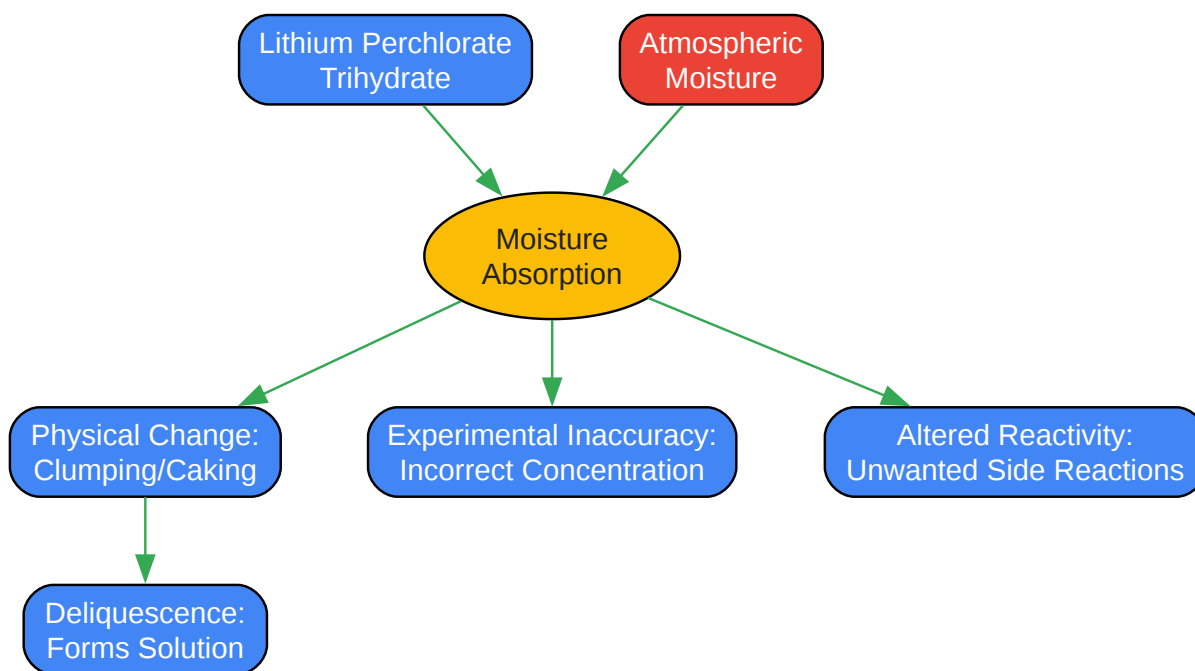 Lithium Perchlorate
Trihydrate
Atmospheric
Moisture
Moisture
Absorption
Physical Change:
Clumping/Caking
Experimental Inaccuracy:
Incorrect Concentration
Altered Reactivity:
Unwanted Side Reactions
Deliquescence:
Forms Solution